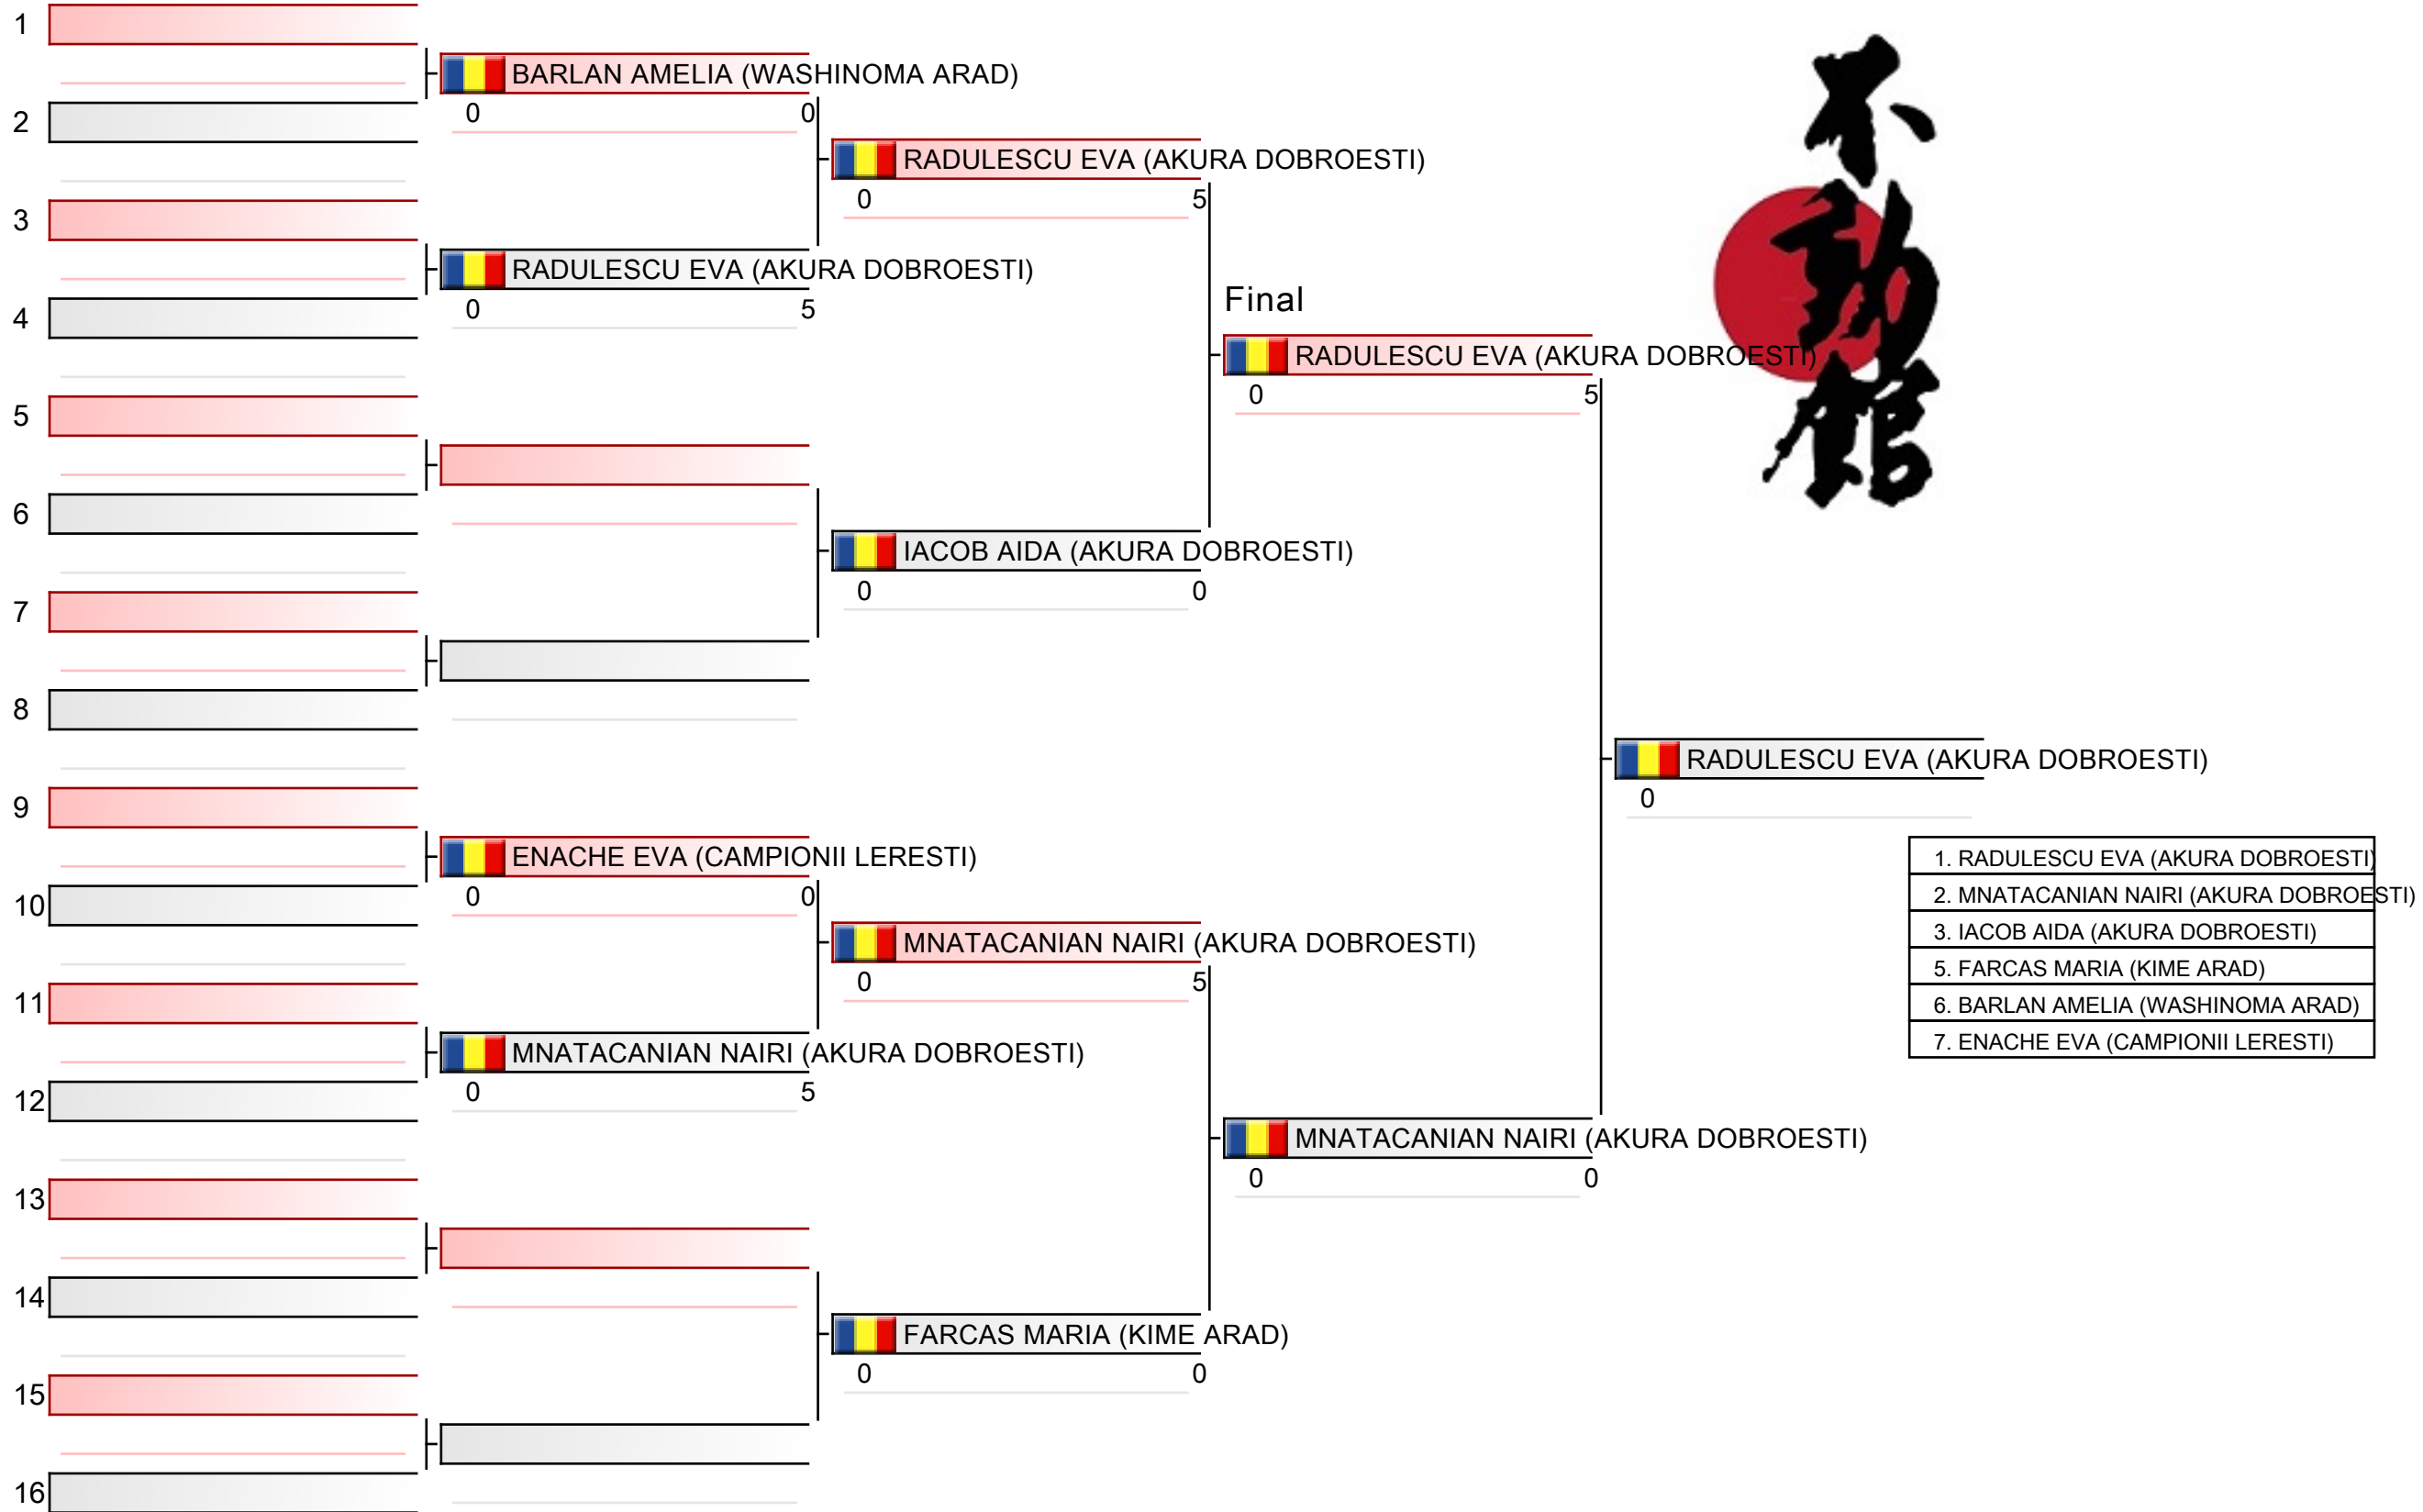 1
BARLAN AMELIA (WASHINOMA ARAD)
0 0
2
RADULESCU EVA (AKURA DOBROESTI)
0 5
3
RADULESCU EVA (AKURA DOBROESTI)
0 5
4
Final
RADULESCU EVA (AKURA DOBROESTI)
0 5
5
6
IACOB AIDA (AKURA DOBROESTI)
0 0
7
8
RADULESCU EVA (AKURA DOBROESTI)
0
9
ENACHE EVA (CAMPIONII LERESTI)
0 0
10
MNATACANIAN NAIRI (AKURA DOBROESTI)
0 5
11
MNATACANIAN NAIRI (AKURA DOBROESTI)
0 5
12
MNATACANIAN NAIRI (AKURA DOBROESTI)
0 0
13
14
FARCAS MARIA (KIME ARAD)
0 0
15
16
不動館
1. RADULESCU EVA (AKURA DOBROESTI)
2. MNATACANIAN NAIRI (AKURA DOBROESTI)
3. IACOB AIDA (AKURA DOBROESTI)
5. FARCAS MARIA (KIME ARAD)
6. BARLAN AMELIA (WASHINOMA ARAD)
7. ENACHE EVA (CAMPIONII LERESTI)